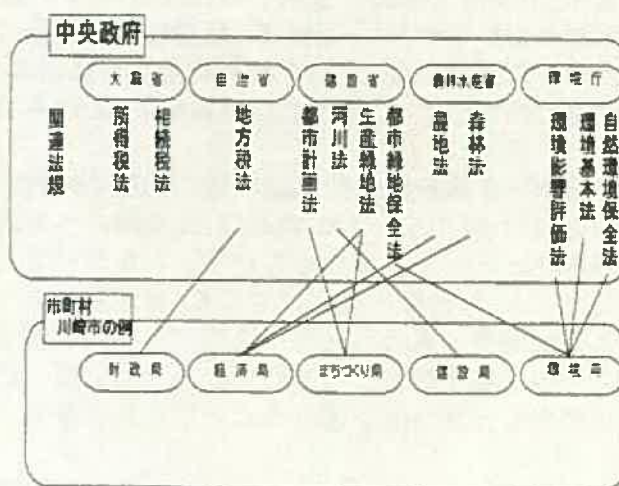 中央政府
大蔵省
自治省
建設省
農林水産省
環境庁
関連法規
所得税法
相続税法
地方税法
都市計画法
河川法
生産緑地法
都市緑地保全法
農地法
森林法
環境影響評価法
環境基本法
自然環境保全法
市町村
川崎市の例
財政局
経済局
まちづくり局
建設局
環境局